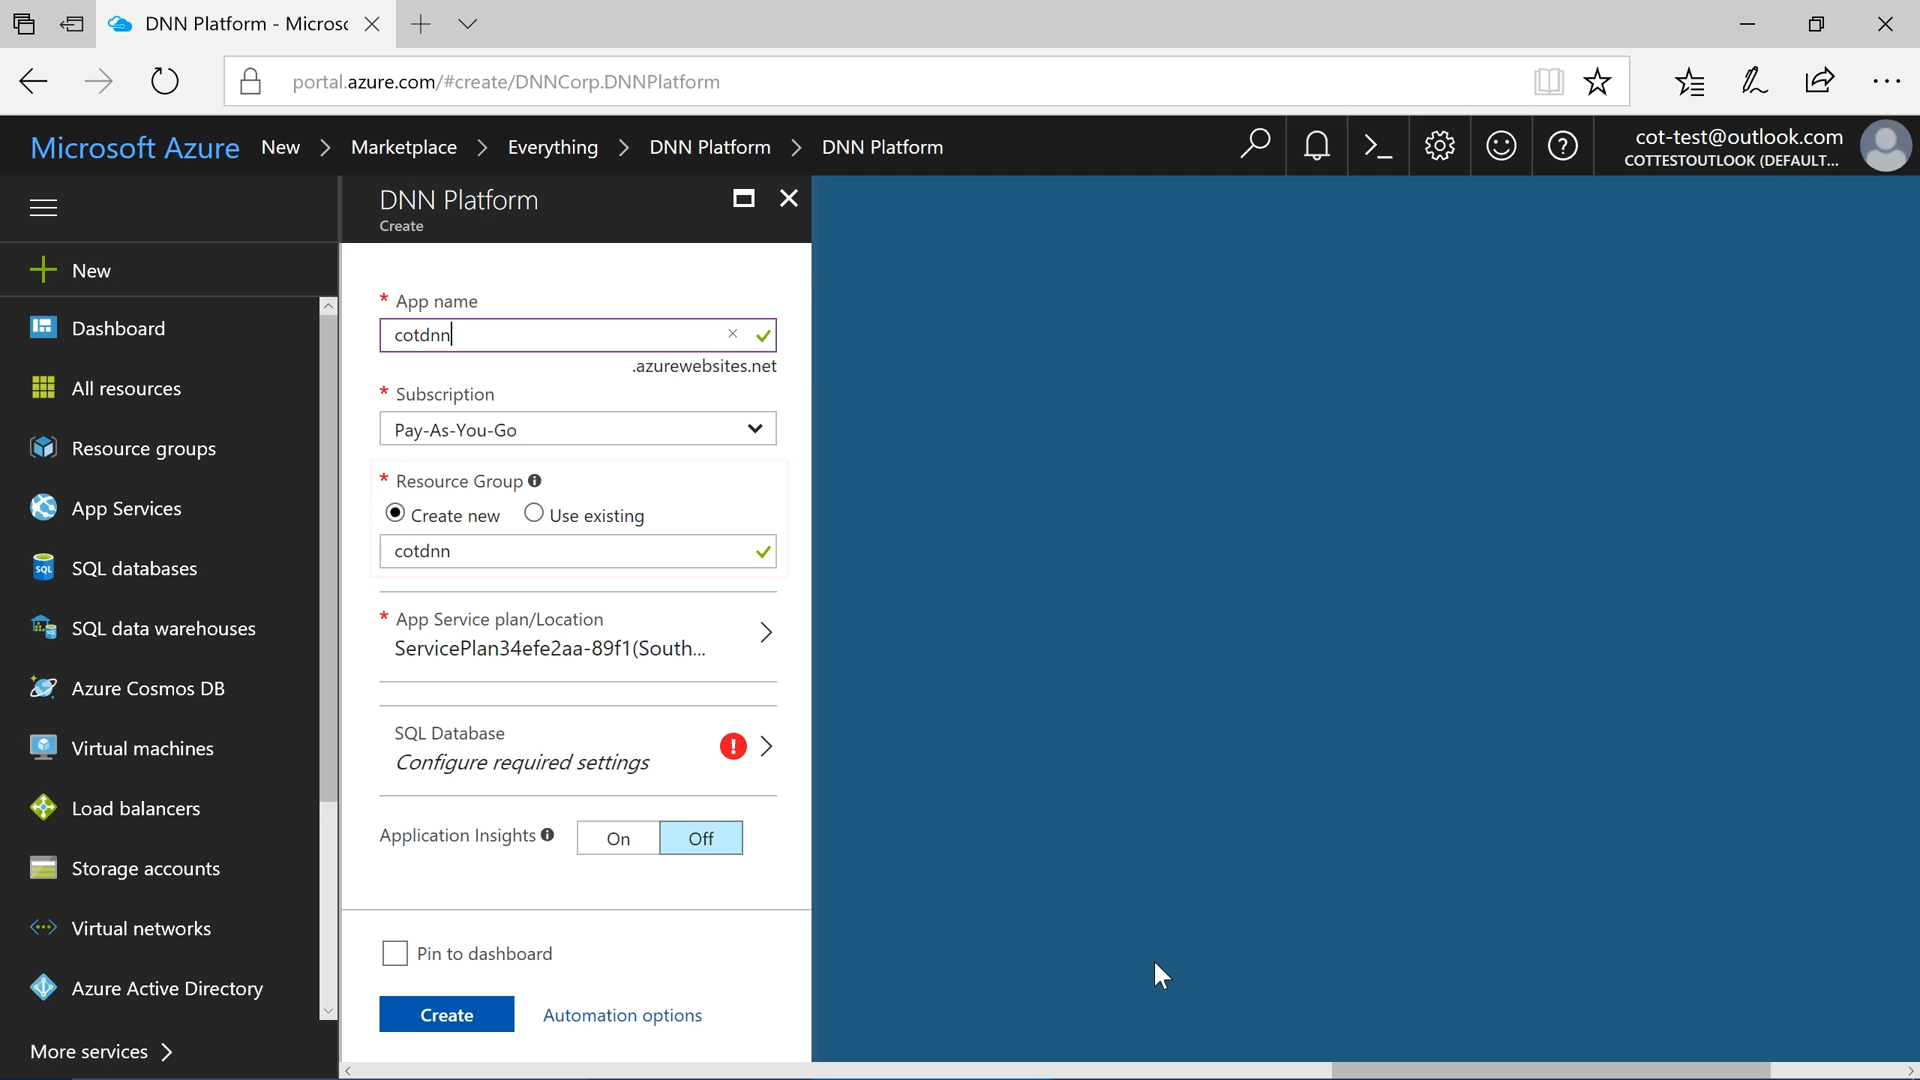 DNN Platform - Microsc
portal.azure.com/#create/DNNCorp.DNNPlatform
Microsoft Azure New Marketplace Everything DNN Platform DNN Platform
cot-test@outlook.com
COTTESTOUTLOOK (DEFAULT...
DNN Platform
Create
New
Dashboard
All resources
Resource groups
App Services
SQL
SQL databases
SQL data warehouses
Azure Cosmos DB
Virtual machines
Load balancers
Storage accounts
Virtual networks
Azure Active Directory
More services
* App name
cotdnn
.azurewebsites.net
* Subscription
Pay-As-You-Go
* Resource Group
Create new Use existing
cotdnn
* App Service plan/Location
ServicePlan34efe2aa-89f1(South...
SQL Database
Configure required settings
Application Insights On Off
Pin to dashboard
Create Automation options